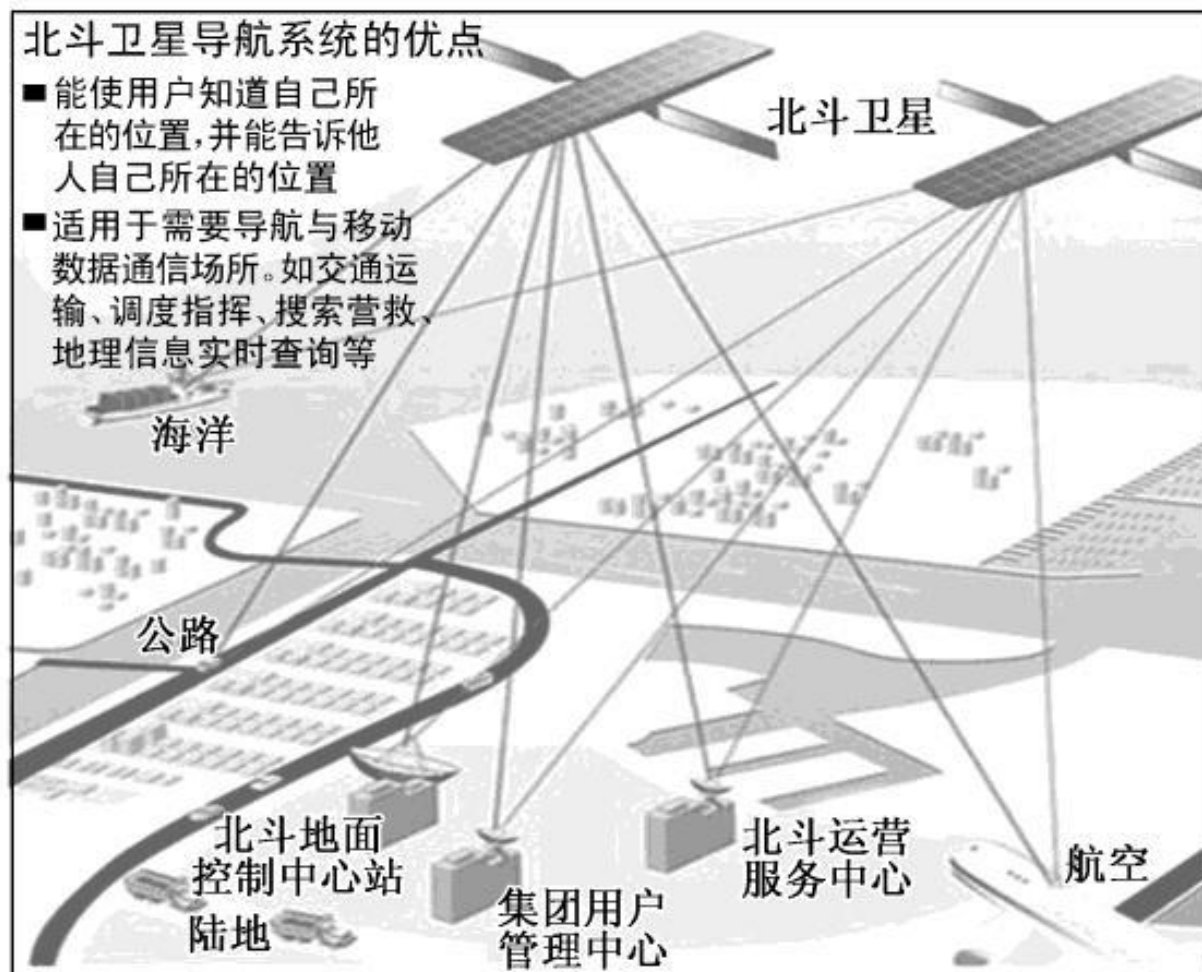 北斗卫星导航系统的优点
■能使用户知道自己所
在的位置,并能告诉他
人自己所在的位置
■适用于需要导航与移动
数据通信场所。如交通运
输、调度指挥、搜索营救、
地理信息实时查询等
北斗卫星
海洋
公路
北斗地面
控制中心站
陆地
集团用户
管理中心
北斗运营
服务中心
航空